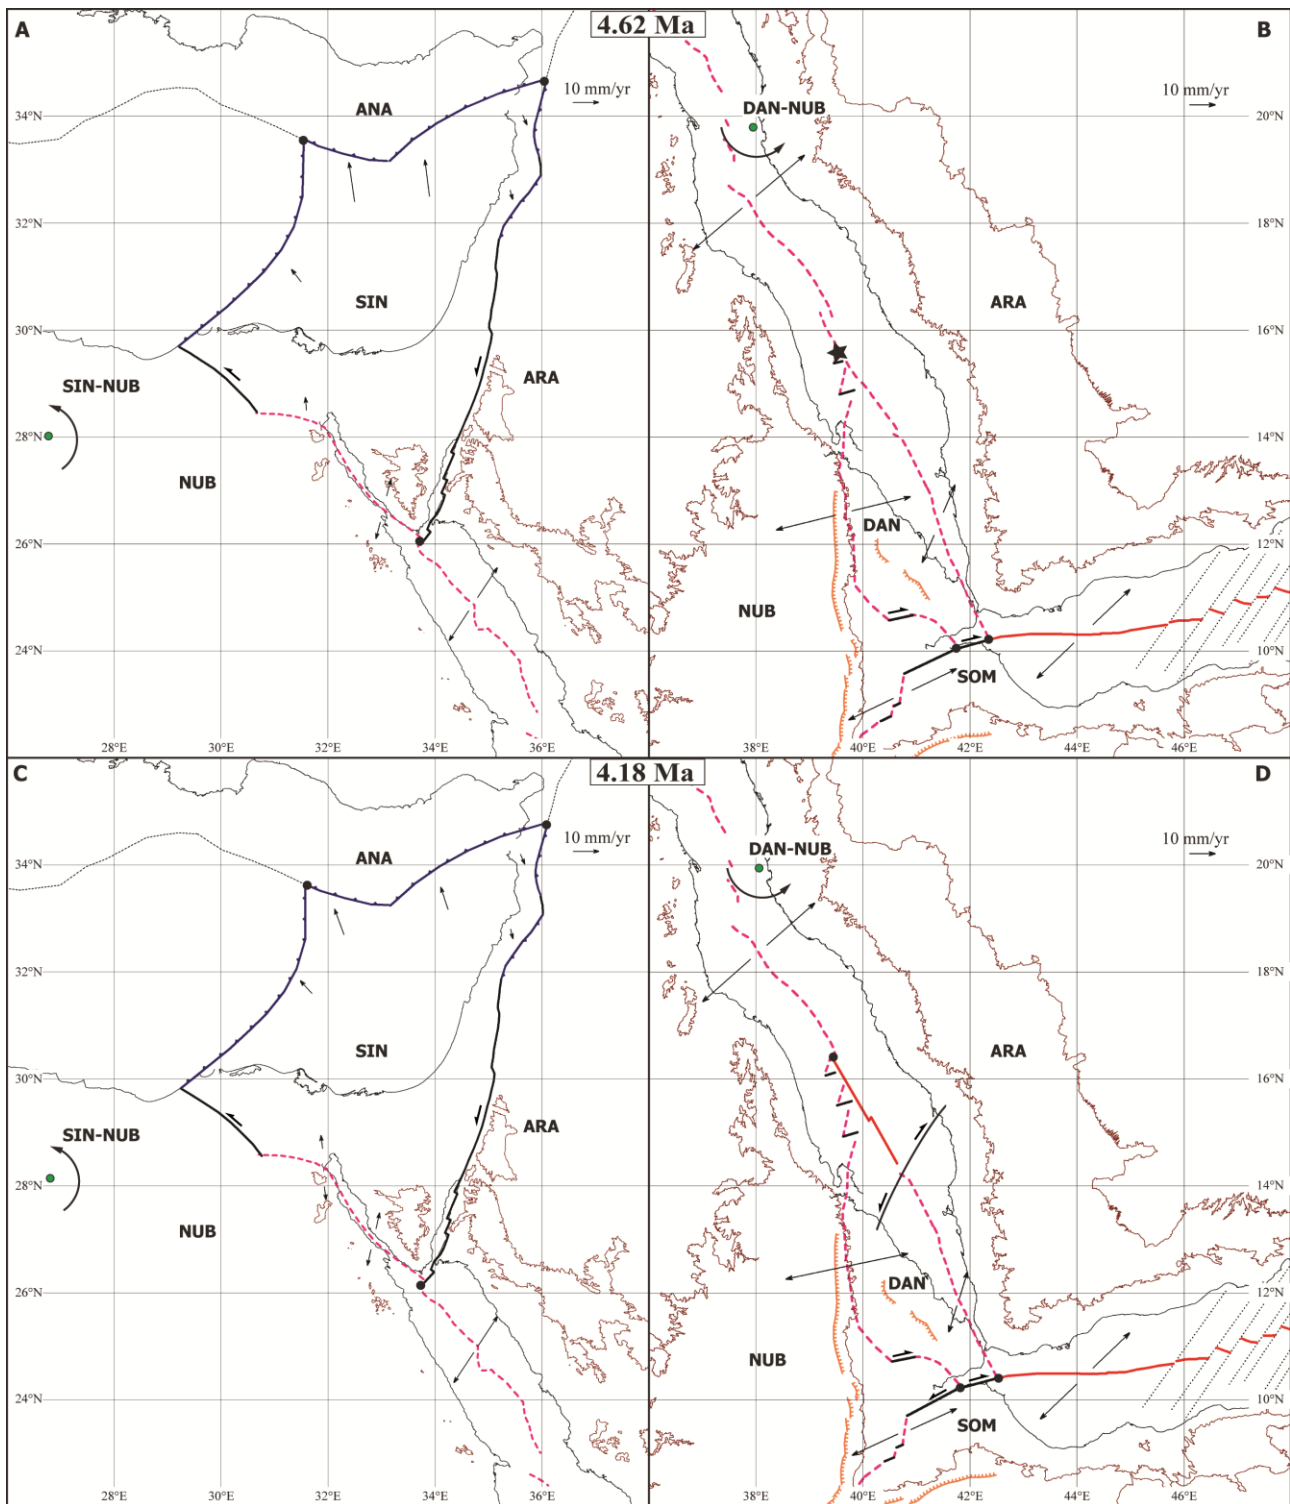 4.62 Ma
A
ANA
10 mm/yr
34°N
32°N
SIN
30°N
ARA
SIN-NUB
28°N
NUB
26°N
24°N
28°E
30°E
32°E
34°E
36°E
B
10 mm/yr
DAN-NUB
20°N
18°N
ARA
16°N
14°N
DAN
12°N
NUB
10°N
SOM
38°E
40°E
42°E
44°E
46°E
4.18 Ma
C
10 mm/yr
ANA
34°N
32°N
SIN
30°N
ARA
SIN-NUB
28°N
NUB
26°N
24°N
28°E
30°E
32°E
34°E
36°E
D
10 mm/yr
DAN-NUB
20°N
18°N
ARA
16°N
14°N
DAN
12°N
NUB
10°N
SOM
38°E
40°E
42°E
44°E
46°E